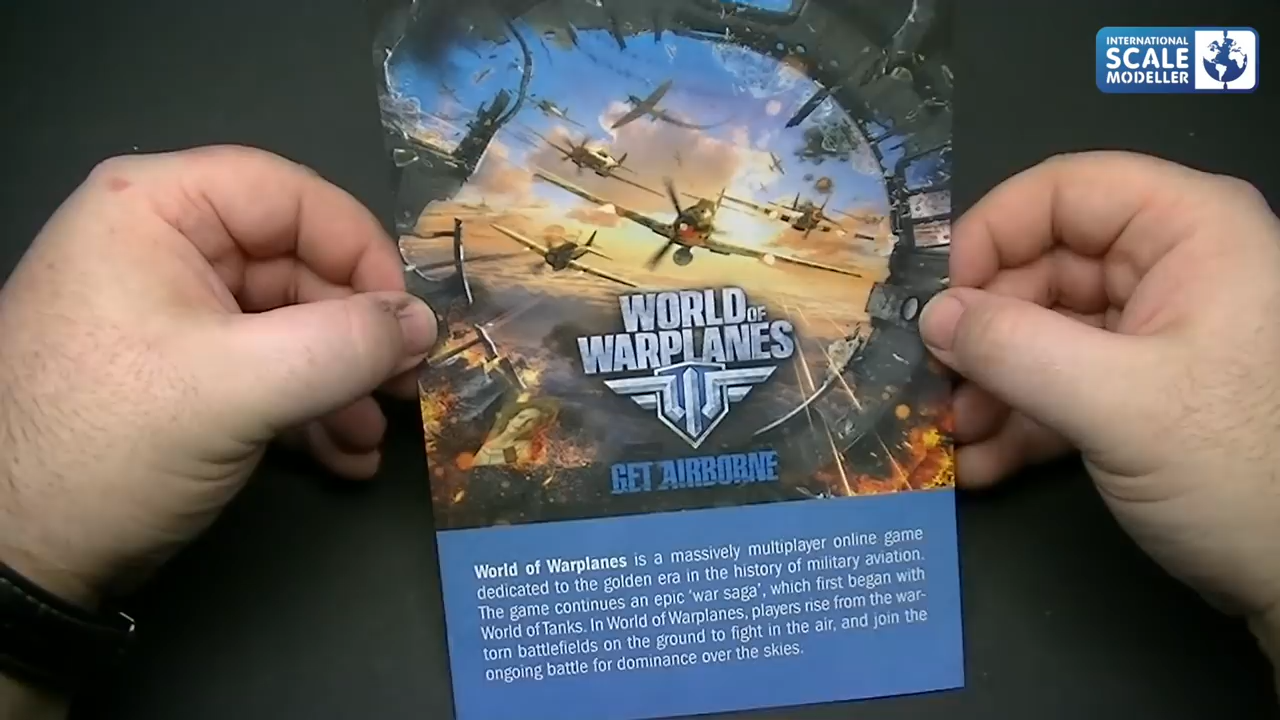 INTERNATIONAL
SCALE
MODELLER
WORLD OF
WARPLANES
GET AIRBORNE
World of Warplanes is a massively multiplayer online game
dedicated to the golden era in the history of military aviation.
The game continues an epic ‘war saga’, which first began with
World of Tanks. In World of Warplanes, players rise from the war-
torn battlefields on the ground to fight in the air, and join the
ongoing battle for dominance over the skies.